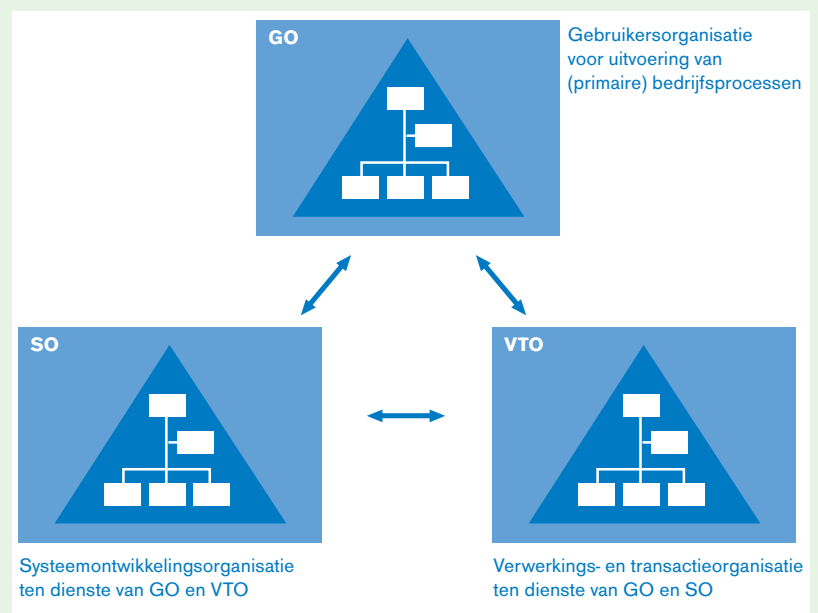 GO
Gebruikersorganisatie
voor uitvoering van
(primaire) bedrijfsprocessen
SO
VTO
Systeemontwikkelingsorganisatie
ten dienste van GO en VTO
Verwerkings- en transactieorganisatie
ten dienste van GO en SO